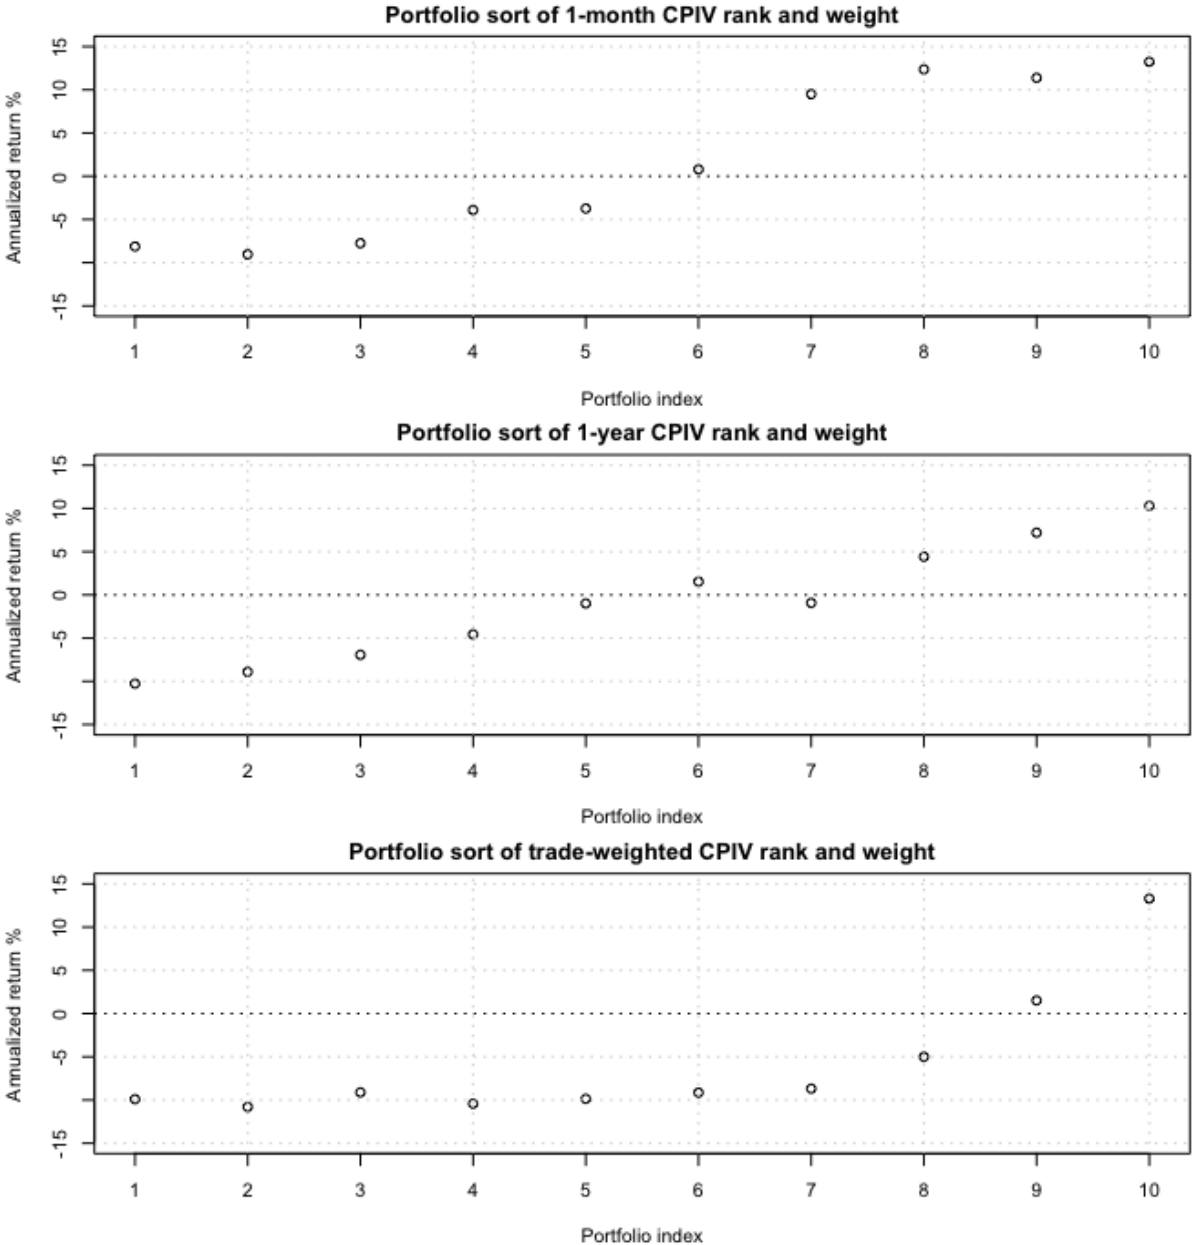 Portfolio sort of 1-month CPIV rank and weight
Annualized return %
15
10
5
0
-5
-15
1 2 3 4 5 6 7 8 9 10
Portfolio index
Portfolio sort of 1-year CPIV rank and weight
Annualized return %
15
10
5
0
-5
-15
1 2 3 4 5 6 7 8 9 10
Portfolio index
Portfolio sort of trade-weighted CPIV rank and weight
Annualized return %
15
10
5
0
-5
-15
1 2 3 4 5 6 7 8 9 10
Portfolio index